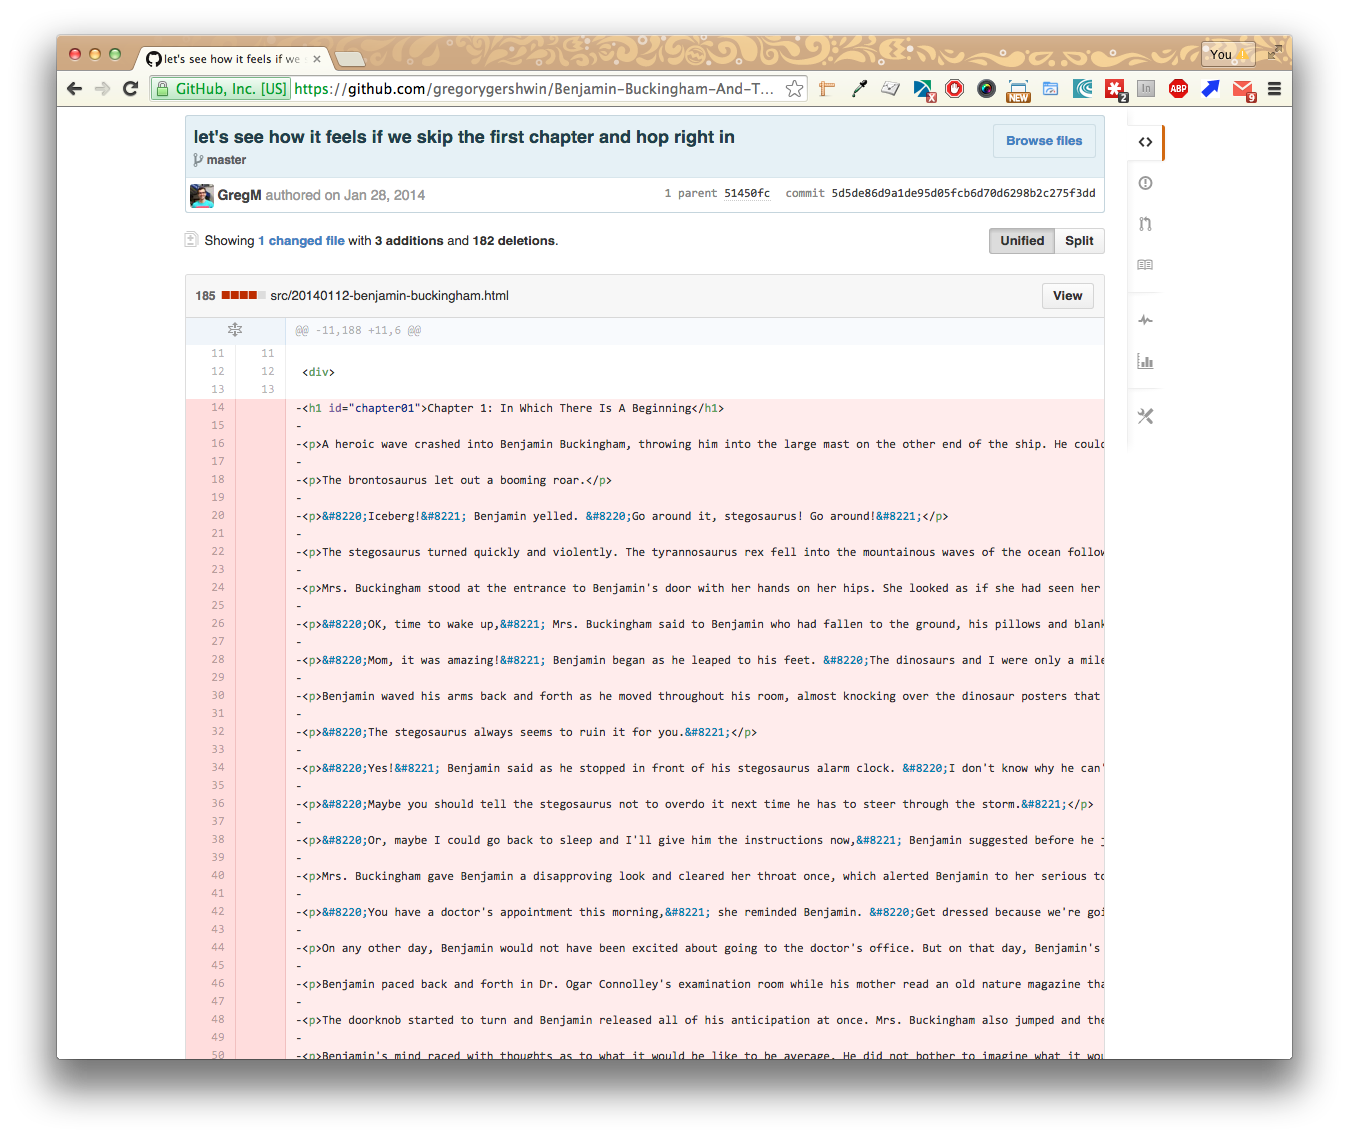 let's see how it feels if we
You
GitHub, Inc. [US] https://github.com/gregorygershwin/Benjamin-Buckingham-And-T...
NEW
x
2
In
ABP
9
let's see how it feels if we skip the first chapter and hop right in
Browse files
master
GregM authored on Jan 28, 2014
1 parent 51450fc commit 5d5de86d9a1de95d05fcb6d70d6298b2c275f3dd
Showing 1 changed file with 3 additions and 182 deletions.
Unified Split
185 src/20140112-benjamin-buckingham.html
View
@@ -11,188 +11,6 @@
11 11
12 12 <div>
13 13
14 -<h1 id="chapter01">Chapter 1: In Which There Is A Beginning</h1>
15 -
16 -<p>A heroic wave crashed into Benjamin Buckingham, throwing him into the large mast on the other end of the ship. He could
17 -
18 -<p>The brontosaurus let out a booming roar.</p>
19 -
20 -<p>&#8220;Iceberg!&#8221; Benjamin yelled. &#8220;Go around it, stegosaurus! Go around!&#8221;</p>
21 -
22 -<p>The stegosaurus turned quickly and violently. The tyrannosaurus rex fell into the mountainous waves of the ocean follow
23 -
24 -<p>Mrs. Buckingham stood at the entrance to Benjamin's door with her hands on her hips. She looked as if she had seen her
25 -
26 -<p>&#8220;OK, time to wake up,&#8221; Mrs. Buckingham said to Benjamin who had fallen to the ground, his pillows and blank
27 -
28 -<p>&#8220;Mom, it was amazing!&#8221; Benjamin began as he leaped to his feet. &#8220;The dinosaurs and I were only a mile
29 -
30 -<p>Benjamin waved his arms back and forth as he moved throughout his room, almost knocking over the dinosaur posters that
31 -
32 -<p>&#8220;The stegosaurus always seems to ruin it for you.&#8221;</p>
33 -
34 -<p>&#8220;Yes!&#8221; Benjamin said as he stopped in front of his stegosaurus alarm clock. &#8220;I don't know why he can'
35 -
36 -<p>&#8220;Maybe you should tell the stegosaurus not to overdo it next time he has to steer through the storm.&#8221;</p>
37 -
38 -<p>&#8220;Or, maybe I could go back to sleep and I'll give him the instructions now,&#8221; Benjamin suggested before he j
39 -
40 -<p>Mrs. Buckingham gave Benjamin a disapproving look and cleared her throat once, which alerted Benjamin to her serious to
41 -
42 -<p>&#8220;You have a doctor's appointment this morning,&#8221; she reminded Benjamin. &#8220;Get dressed because we're goi
43 -
44 -<p>On any other day, Benjamin would not have been excited about going to the doctor's office. But on that day, Benjamin's
45 -
46 -<p>Benjamin paced back and forth in Dr. Ogar Connolley's examination room while his mother read an old nature magazine tha
47 -
48 -<p>The doorknob started to turn and Benjamin released all of his anticipation at once. Mrs. Buckingham also jumped and the
49 -
50 -<p>Benjamin's mind raced with thoughts as to what it would be like to be average. He did not bother to imagine what it wou